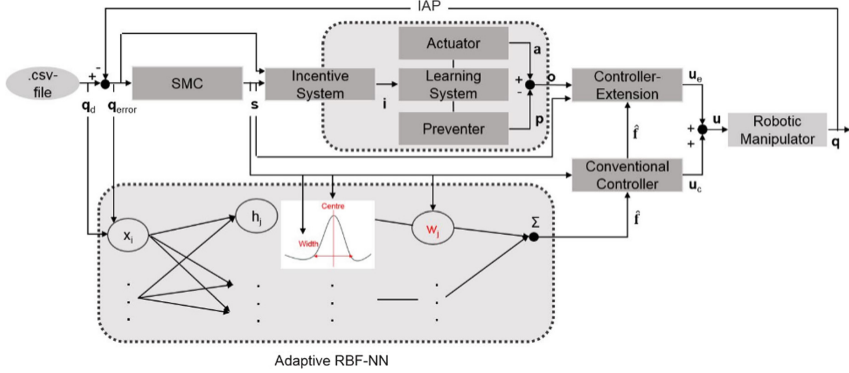 IAP
.csv-
file
+
-
q_d
q_error
SMC
s
Incentive
System
i
Actuator
Learning
System
Preventer
a
+
-
p
o
Controller-
Extension
u_e
f̂
+
+
u
Robotic
Manipulator
q
Conventional
Controller
u_c
f̂
x_i
h_j
Centre
Width
w_j
Σ
Adaptive RBF-NN